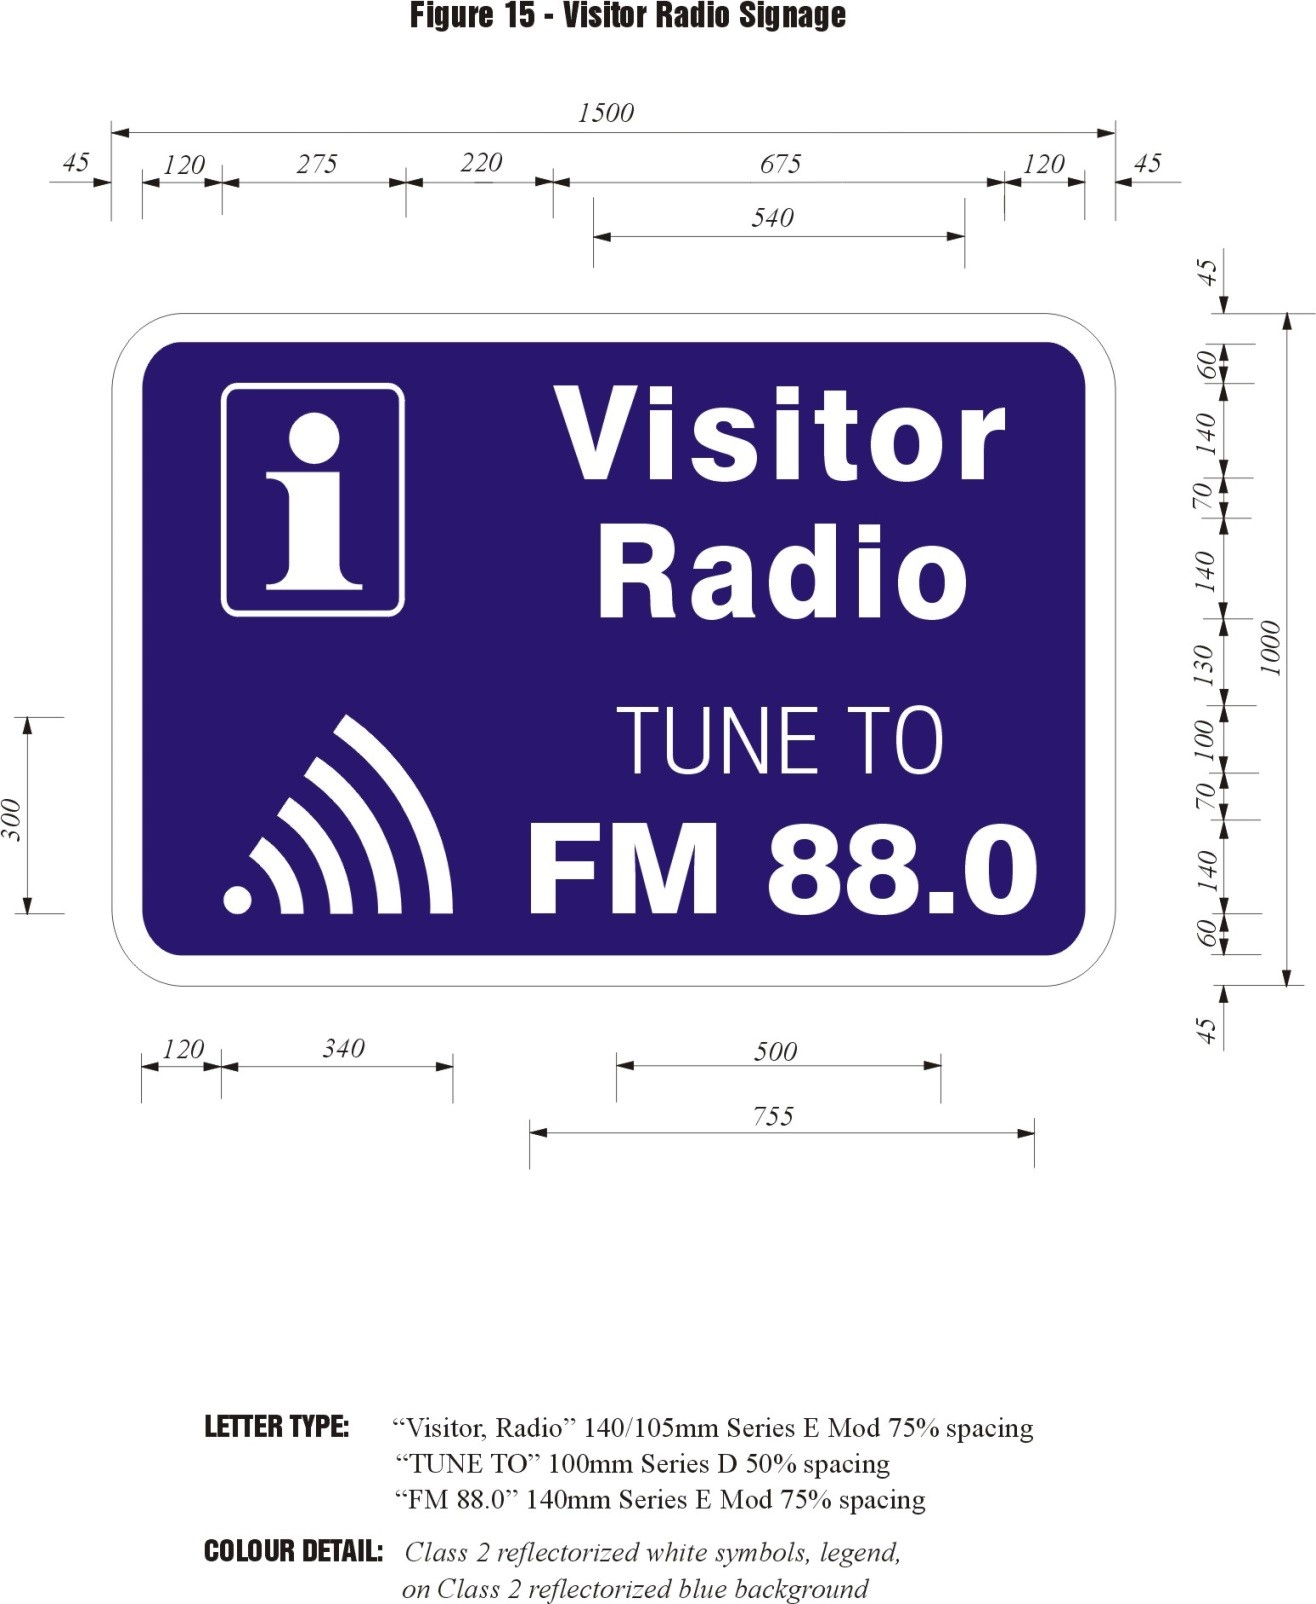 Figure 15 - Visitor Radio Signage
1500
45 120 275 220 675 120 45
540
45
60
140
70
140
130
1000
100
70
140
60
45
300
i
Visitor
Radio
TUNE TO
FM 88.0
120 340 500
755
LETTER TYPE: “Visitor, Radio” 140/105mm Series E Mod 75% spacing
“TUNE TO” 100mm Series D 50% spacing
“FM 88.0” 140mm Series E Mod 75% spacing
COLOUR DETAIL: Class 2 reflectorized white symbols, legend,
on Class 2 reflectorized blue background